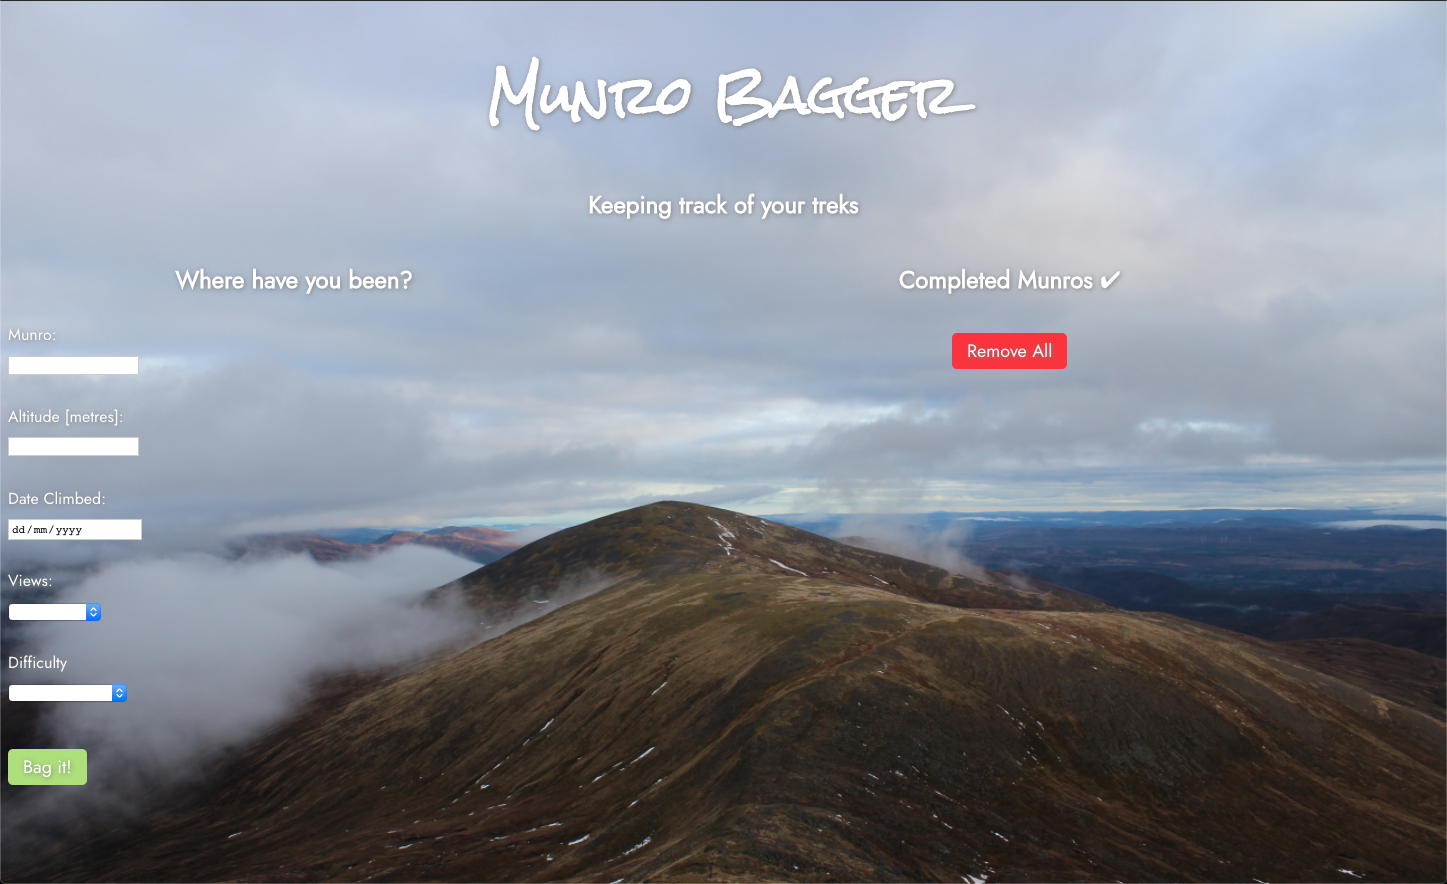 Munro Bagger
Keeping track of your treks
Where have you been?
Munro:
Altitude [metres]:
Date Climbed:
dd/mm/yyyy
Views:
Difficulty
Bag it!
Completed Munros ✔
Remove All